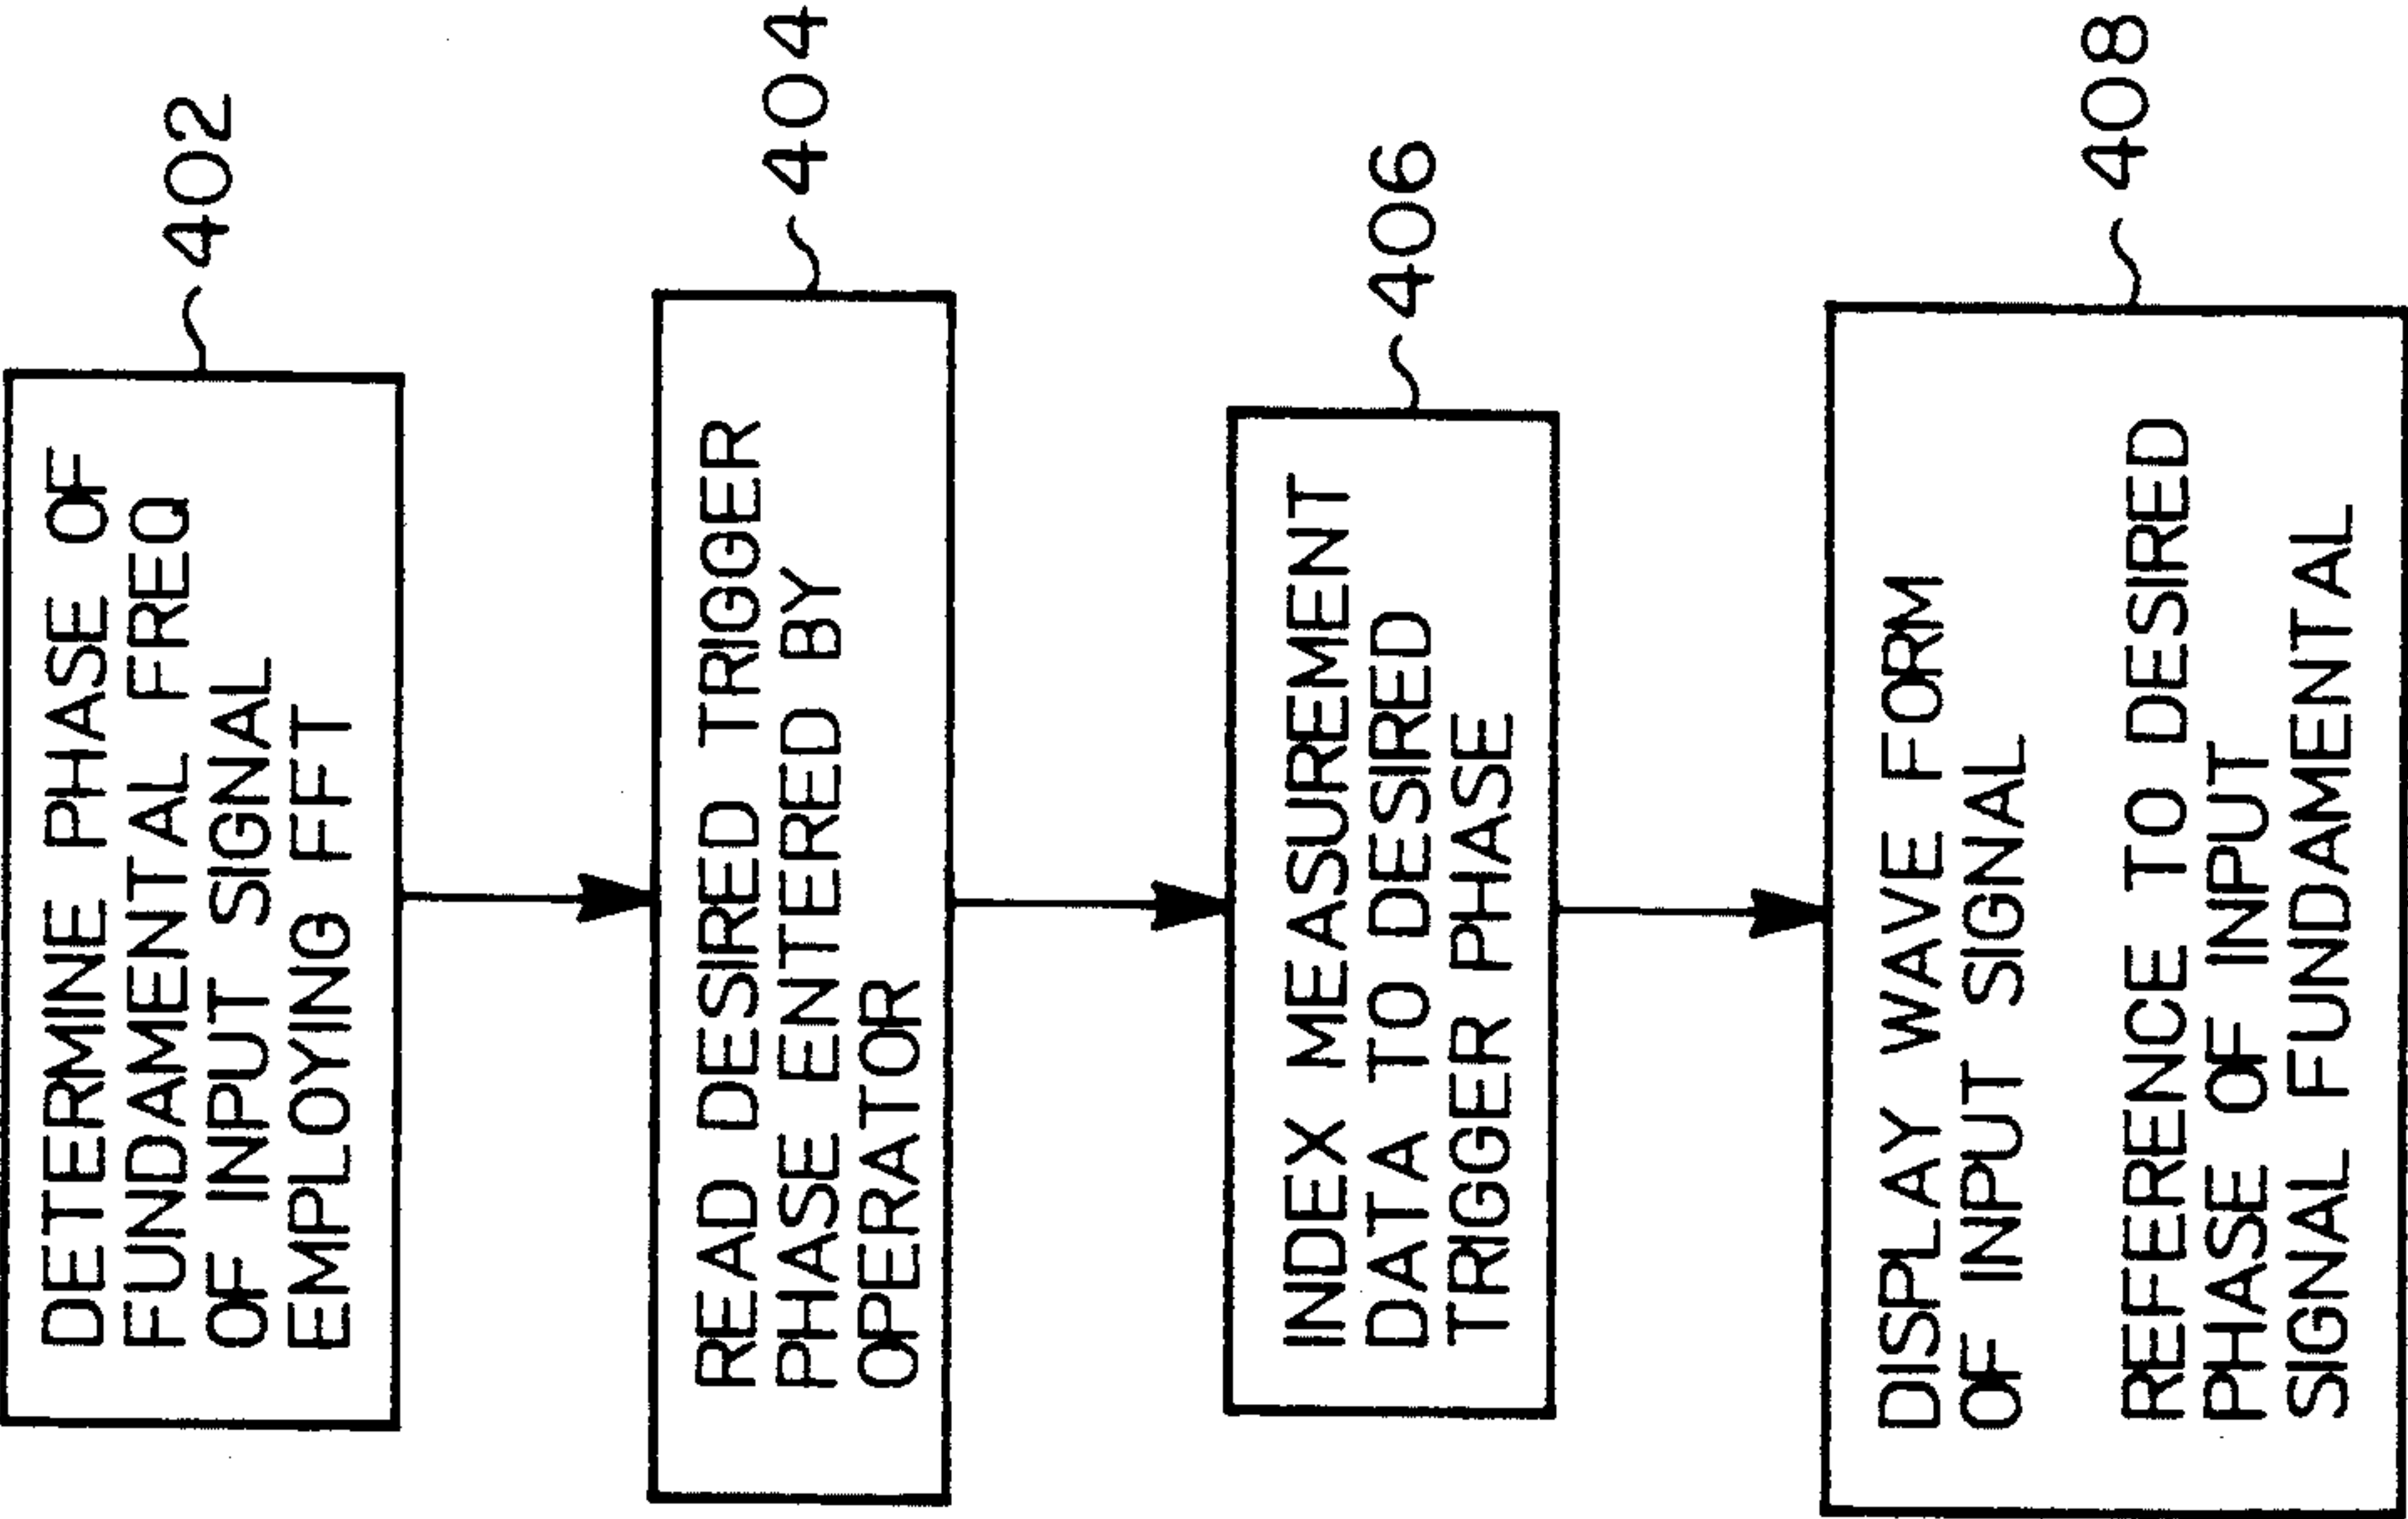 DETERMINE PHASE OF
FUNDAMENTAL FREQ
OF INPUT SIGNAL
EMPLOYING FFT
402
READ DESIRED TRIGGER
PHASE ENTERED BY
OPERATOR
404
INDEX MEASUREMENT
DATA TO DESIRED
TRIGGER PHASE
406
DISPLAY WAVE FORM
OF INPUT SIGNAL
REFERENCE TO DESIRED
PHASE OF INPUT
SIGNAL FUNDAMENTAL
408